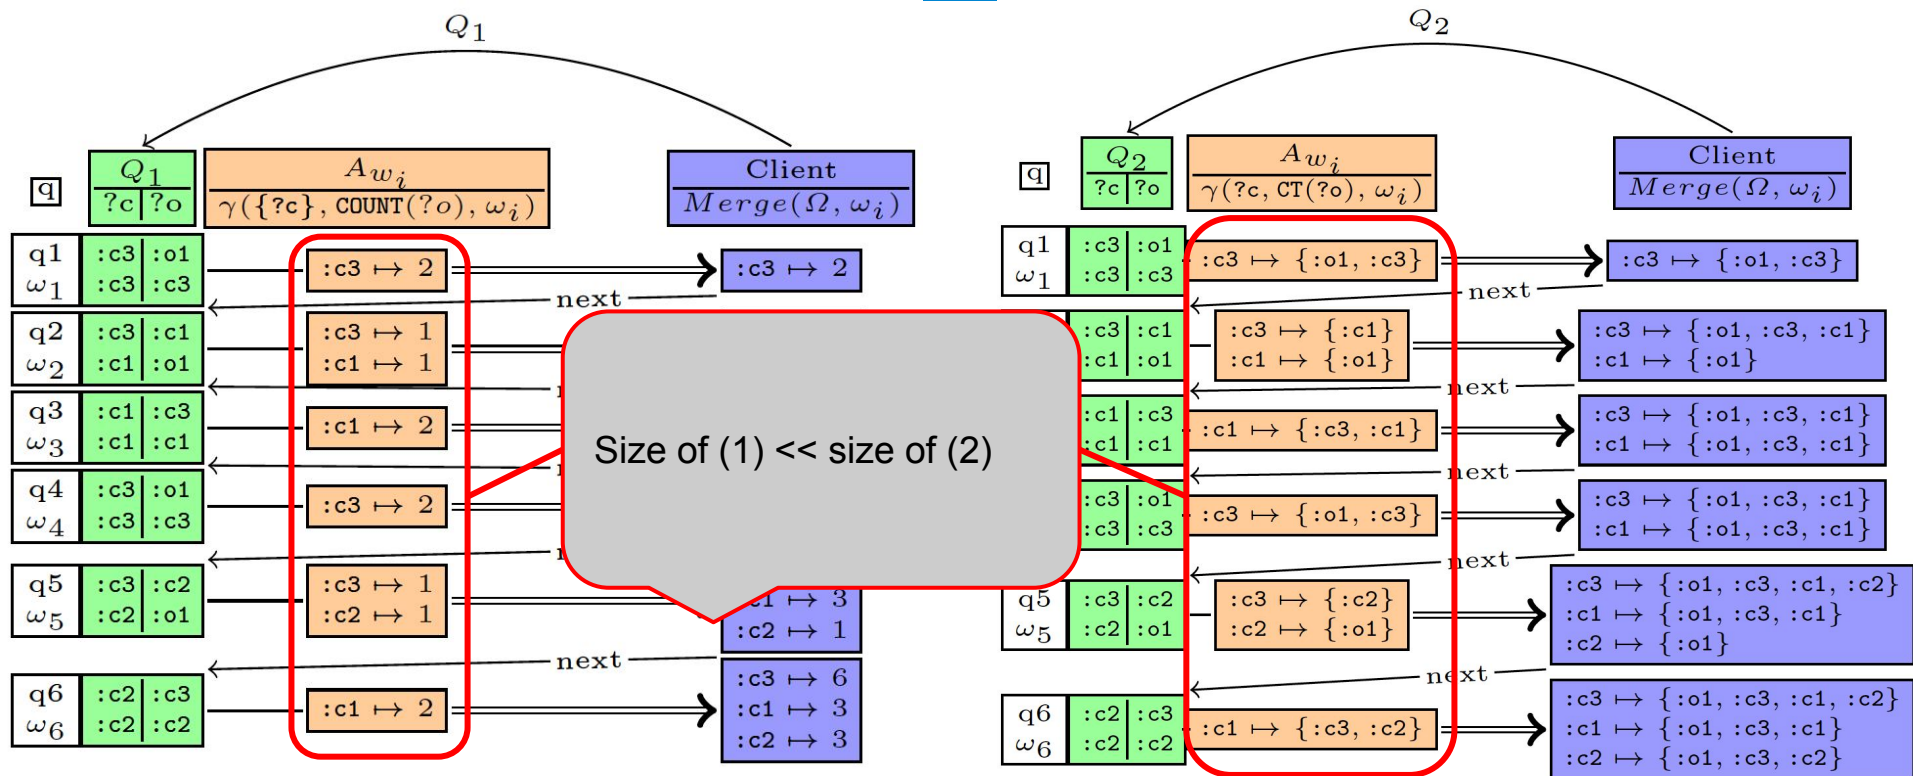 Q1
q
Q1
?c ?o
A_{w_i}
γ({?c}, COUNT(?o), ω_i)
Client
Merge(Ω, ω_i)
q1 :c3 :o1
ω1 :c3 :c3
:c3 ↦ 2
:c3 ↦ 2
next
q2 :c3 :c1
ω2 :c1 :o1
:c3 ↦ 1
:c1 ↦ 1
q3 :c1 :c3
ω3 :c1 :c1
:c1 ↦ 2
q4 :c3 :o1
ω4 :c3 :c3
:c3 ↦ 2
q5 :c3 :c2
ω5 :c2 :o1
:c3 ↦ 1
:c2 ↦ 1
:c1 ↦ 3
:c2 ↦ 1
next
q6 :c2 :c3
ω6 :c2 :c2
:c1 ↦ 2
:c3 ↦ 6
:c1 ↦ 3
:c2 ↦ 3
Size of (1) << size of (2)
Q2
q
Q2
?c ?o
A_{w_i}
γ(?c, CT(?o), ω_i)
Client
Merge(Ω, ω_i)
q1 :c3 :o1
ω1 :c3 :c3
:c3 ↦ {:o1, :c3}
:c3 ↦ {:o1, :c3}
next
:c3 :c1
:c1 :o1
:c3 ↦ {:c1}
:c1 ↦ {:o1}
:c3 ↦ {:o1, :c3, :c1}
:c1 ↦ {:o1}
next
:c1 :c3
:c1 :c1
:c1 ↦ {:c3, :c1}
:c3 ↦ {:o1, :c3, :c1}
:c1 ↦ {:o1, :c3, :c1}
next
:c3 :o1
:c3 :c3
:c3 ↦ {:o1, :c3}
:c3 ↦ {:o1, :c3, :c1}
:c1 ↦ {:o1, :c3, :c1}
next
q5 :c3 :c2
ω5 :c2 :o1
:c3 ↦ {:c2}
:c2 ↦ {:o1}
:c3 ↦ {:o1, :c3, :c1, :c2}
:c1 ↦ {:o1, :c3, :c1}
:c2 ↦ {:o1}
next
q6 :c2 :c3
ω6 :c2 :c2
:c1 ↦ {:c3, :c2}
:c3 ↦ {:o1, :c3, :c1, :c2}
:c1 ↦ {:o1, :c3, :c1}
:c2 ↦ {:o1, :c3, :c2}